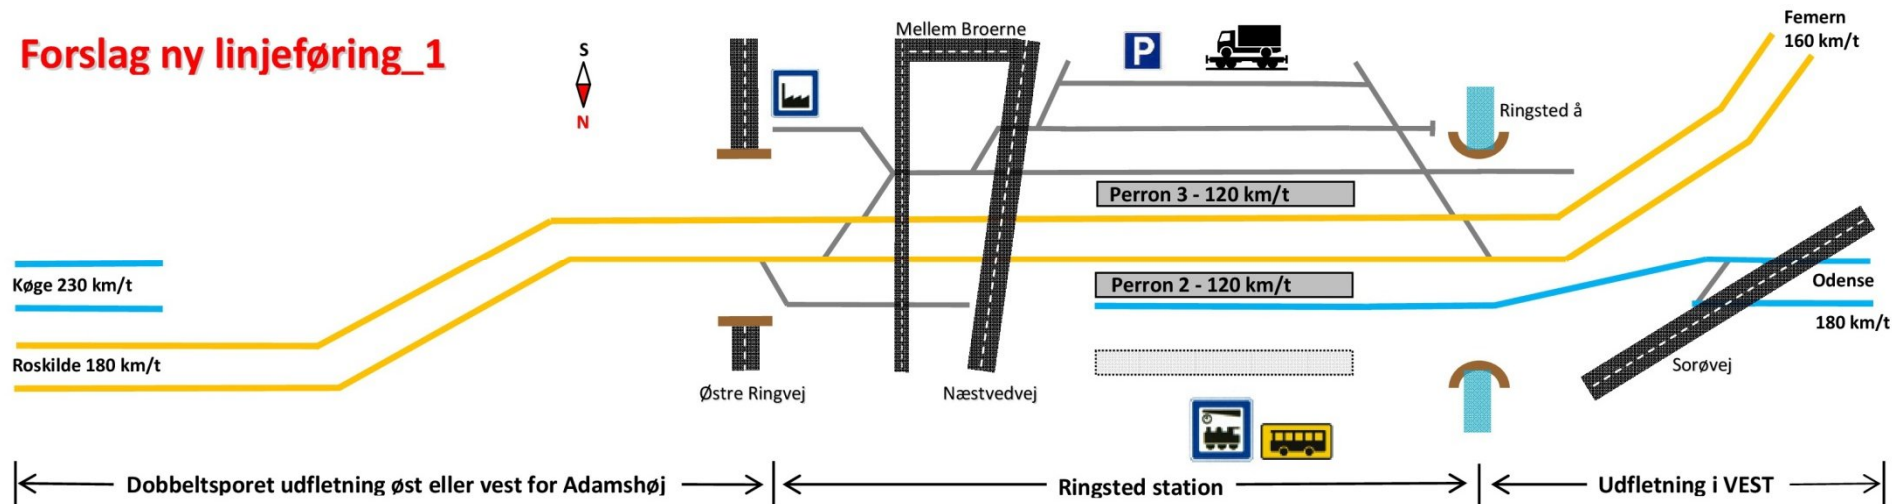 Forslag ny linjeføring_1
S
N
Mellem Broerne
P
Femern
160 km/t
Ringsted å
Perron 3 - 120 km/t
Køge 230 km/t
Perron 2 - 120 km/t
Odense
180 km/t
Roskilde 180 km/t
Østre Ringvej
Næstvedvej
Sorøvej
Dobbeltsporet udfletning øst eller vest for Adamshøj
Ringsted station
Udfletning i VEST